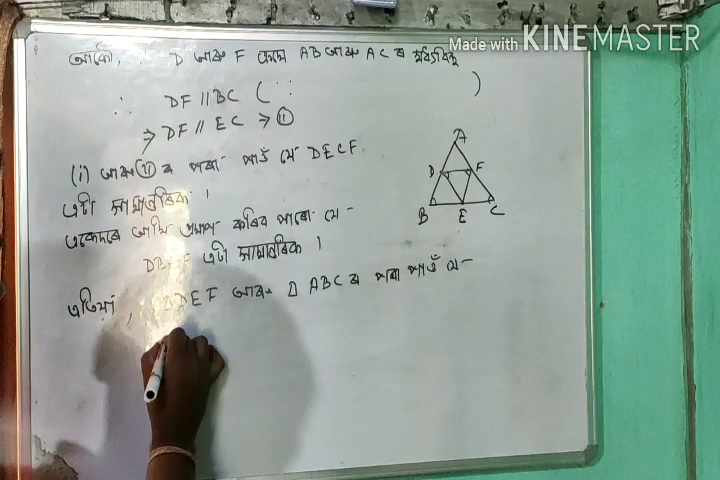 Made with KINEMASTER
আকৌ, D আৰু F ক্ৰমে AB আৰু AC ৰ মধ্যবিন্দু
∴ DF // BC ( ∵ )
⇒ DF // EC → (ii)
(i) আৰু (ii) ৰ পৰা পাওঁ যে DECF
এটা সামান্তৰিক ।
একেদৰে আমি প্ৰমাণ কৰিব পাৰো যে-
এটা সামান্তৰিক ।
এতিয়া, DEF আৰু Δ ABC ৰ পৰা পাওঁ যে-
A
D F
B E C